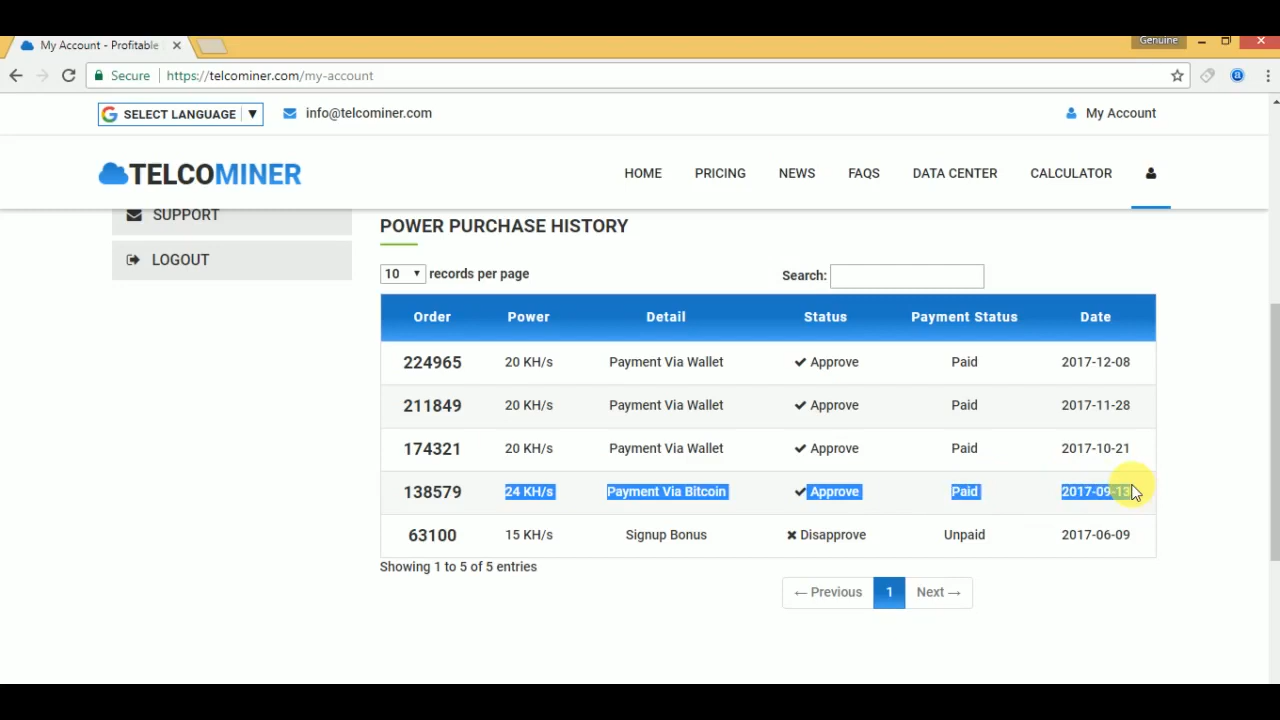 My Account - Profitable
Genuine
Secure https://telcominer.com/my-account
SELECT LANGUAGE ▼ info@telcominer.com My Account
TELCOMINER HOME PRICING NEWS FAQS DATA CENTER CALCULATOR
SUPPORT
LOGOUT
POWER PURCHASE HISTORY
10 records per page Search:
Order Power Detail Status Payment Status Date
224965 20 KH/s Payment Via Wallet ✔ Approve Paid 2017-12-08
211849 20 KH/s Payment Via Wallet ✔ Approve Paid 2017-11-28
174321 20 KH/s Payment Via Wallet ✔ Approve Paid 2017-10-21
138579 24 KH/s Payment Via Bitcoin ✔ Approve Paid 2017-09-13
63100 15 KH/s Signup Bonus ✖ Disapprove Unpaid 2017-06-09
Showing 1 to 5 of 5 entries
← Previous 1 Next →